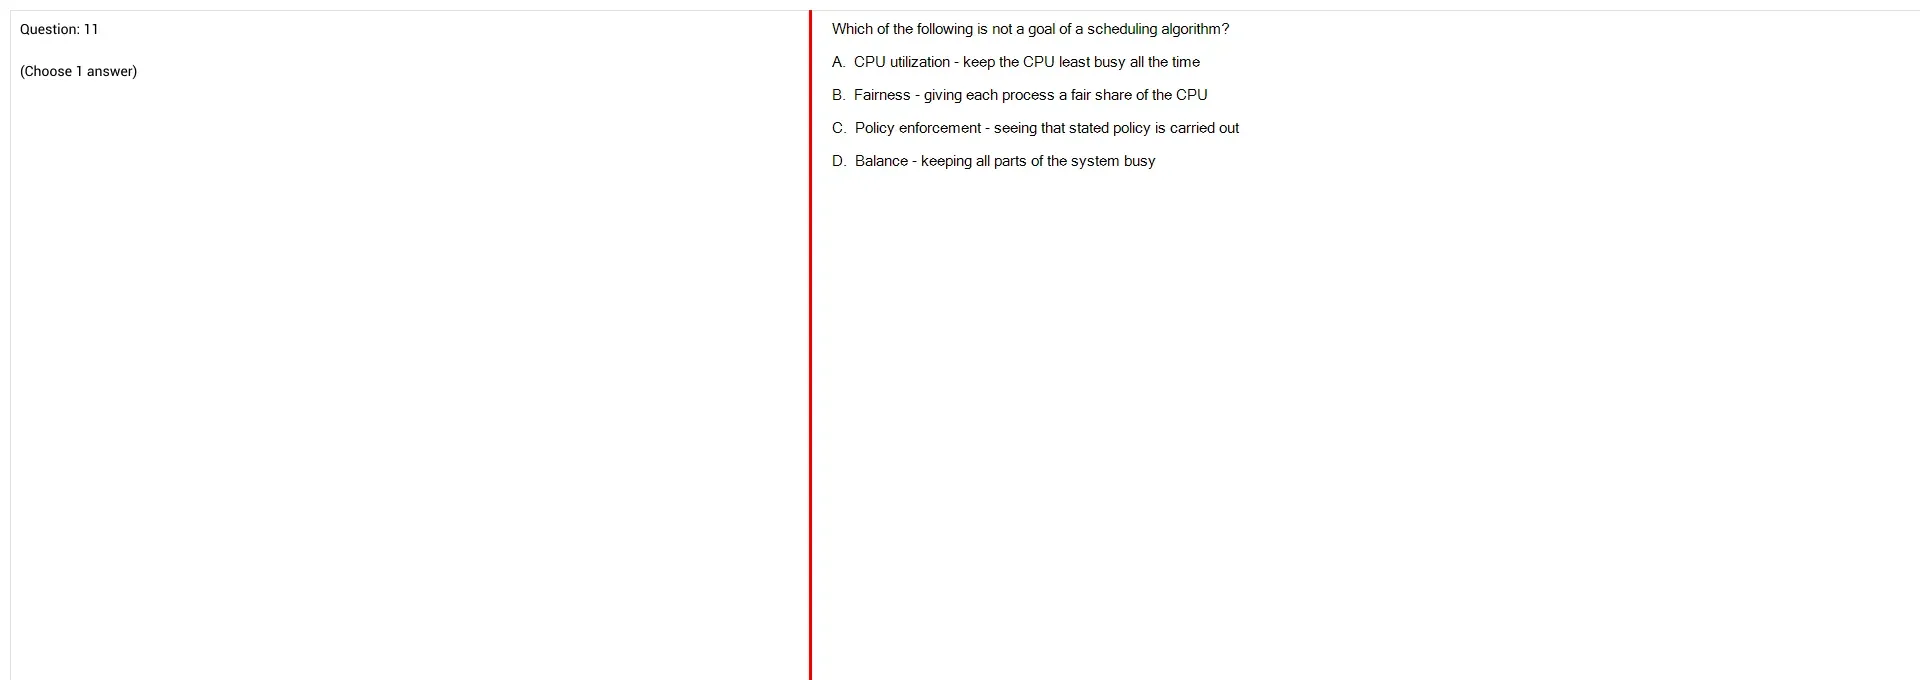 Question: 11
(Choose 1 answer)
Which of the following is not a goal of a scheduling algorithm?
A. CPU utilization - keep the CPU least busy all the time
B. Fairness - giving each process a fair share of the CPU
C. Policy enforcement - seeing that stated policy is carried out
D. Balance - keeping all parts of the system busy